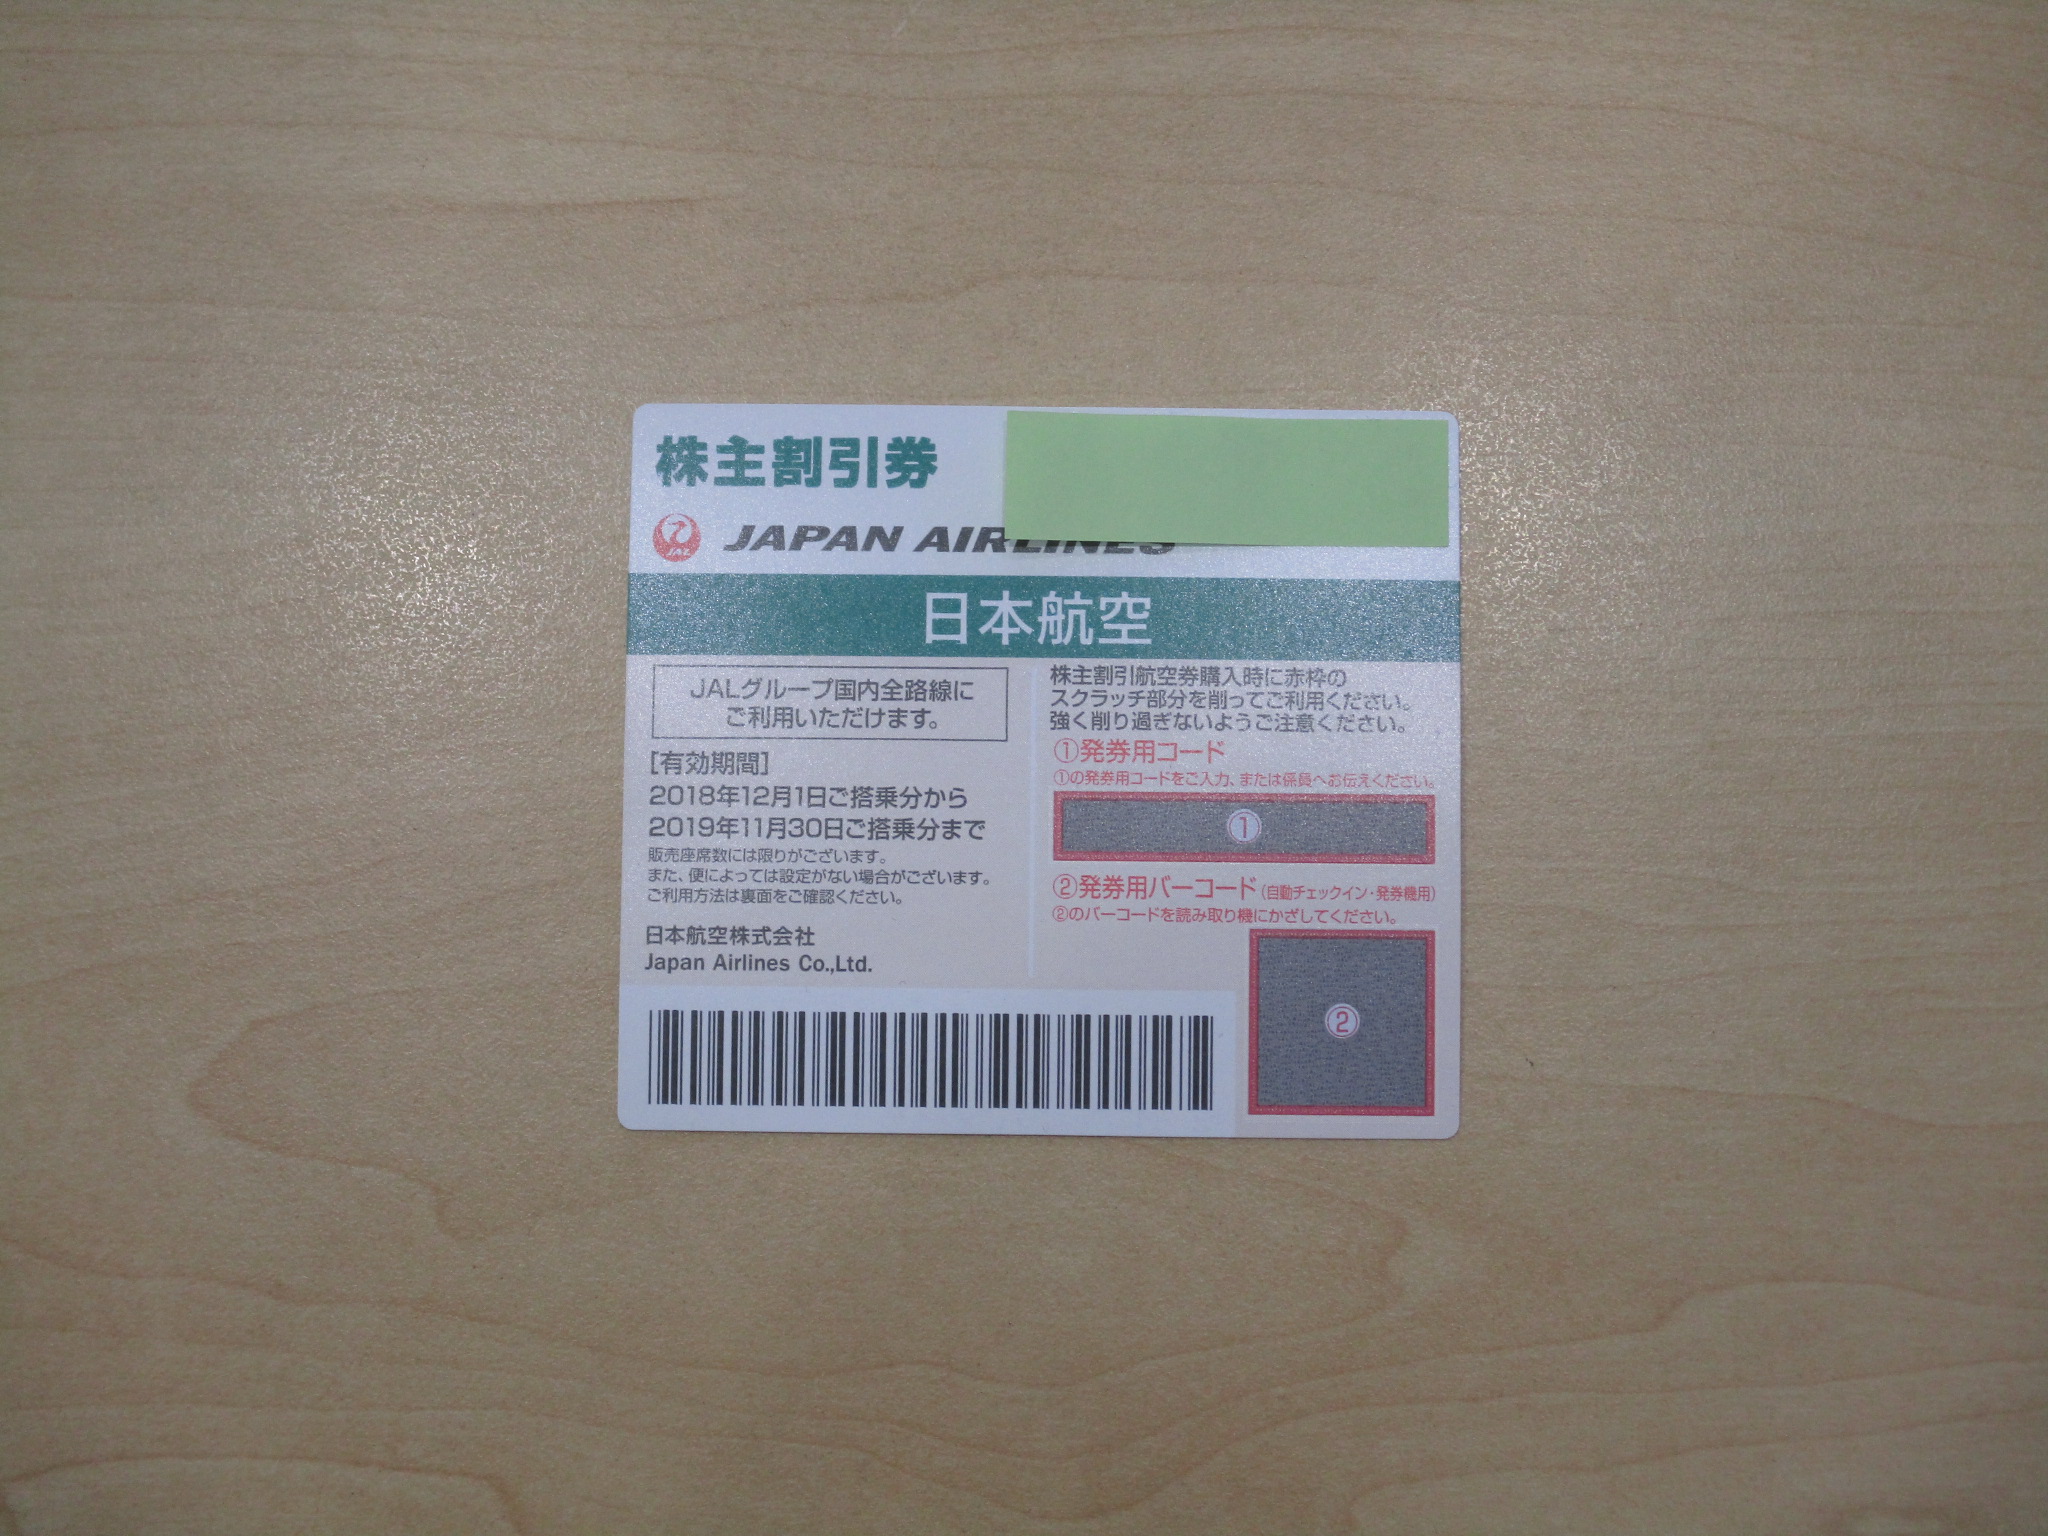 株主割引券
JAL
JAPAN AIRLINES
日本航空
JALグループ国内全路線に
ご利用いただけます。
[有効期間]
2018年12月1日ご搭乗分から
2019年11月30日ご搭乗分まで
販売座席数には限りがございます。
また、便によっては設定がない場合がございます。
ご利用方法は裏面をご確認ください。
日本航空株式会社
Japan Airlines Co.,Ltd.
株主割引航空券購入時に赤枠の
スクラッチ部分を削ってご利用ください。
強く削り過ぎないようご注意ください。
①発券用コード
①の発券用コードをご入力、または係員へお伝えください。
①
②発券用バーコード(自動チェックイン・発券機用)
②のバーコードを読み取り機にかざしてください。
②